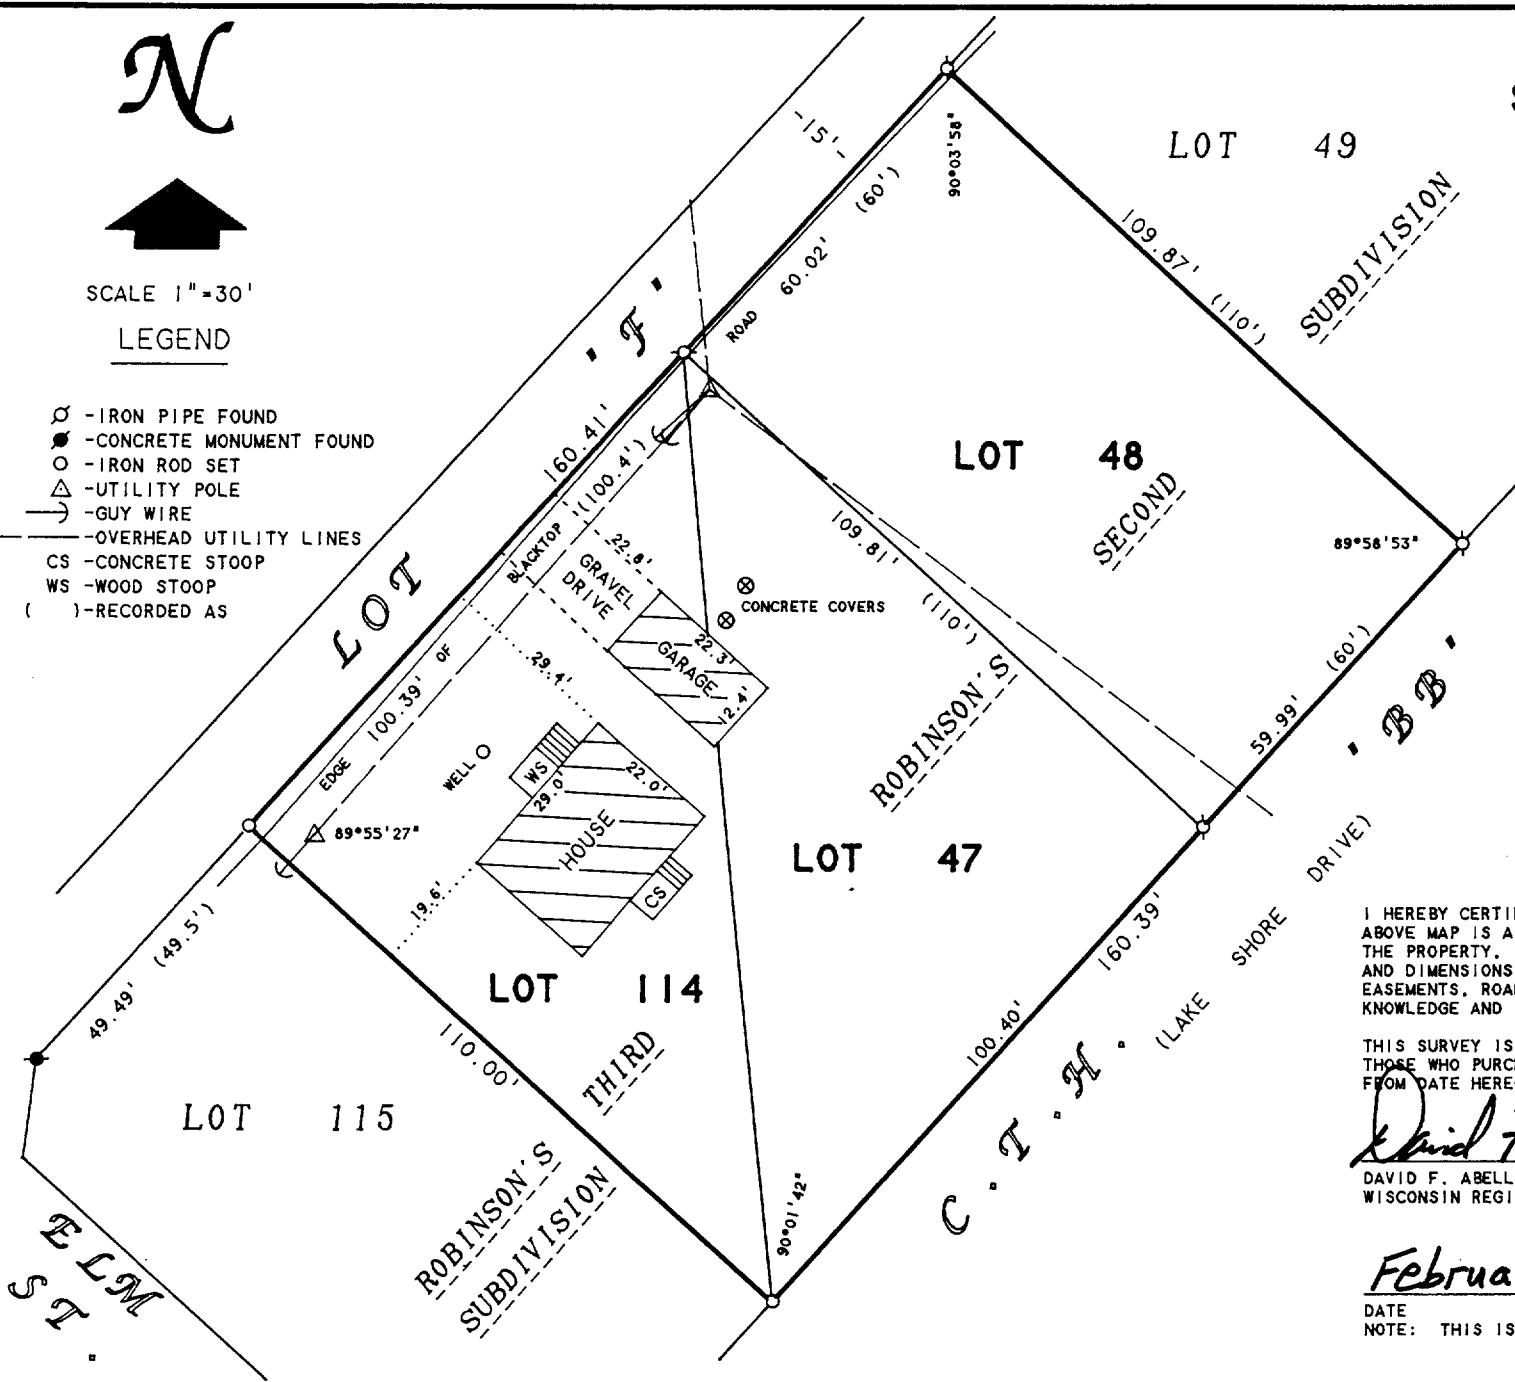 N
SCALE 1"=30'
LEGEND
-IRON PIPE FOUND
-CONCRETE MONUMENT FOUND
-IRON ROD SET
-UTILITY POLE
-GUY WIRE
-OVERHEAD UTILITY LINES
CS -CONCRETE STOOP
WS -WOOD STOOP
( )-RECORDED AS
-15'-
(60')
60.02'
ROAD
90°03'58"
LOT 49
SUBDIVISION
109.87'
(110')
LOT 'F'
160.41'
(100.4')
BLACKTOP
OF
EDGE
100.39'
LOT 48
SECOND
89°58'53"
109.81'
(110')
22.8'
GRAVEL
DRIVE
CONCRETE COVERS
22.3'
GARAGE
12.4'
29.4'
ROBINSON'S
(60')
59.99'
'BB'
WELL
WS
29.0'
22.0'
HOUSE
CS
89°55'27"
19.6'
LOT 47
160.39'
100.40'
C.T.H.
(LAKE SHORE DRIVE)
LOT 114
THIRD
110.00'
(49.5')
49.49'
LOT 115
ROBINSON'S
SUBDIVISION
90°01'42"
ELM
ST.
I HEREBY CERTI
ABOVE MAP IS A
THE PROPERTY.
AND DIMENSIONS
EASEMENTS, ROA
KNOWLEDGE AND
THIS SURVEY IS
THOSE WHO PURC
FROM DATE HERE
David
DAVID F. ABELL
WISCONSIN REGI
Februa
DATE
NOTE: THIS IS